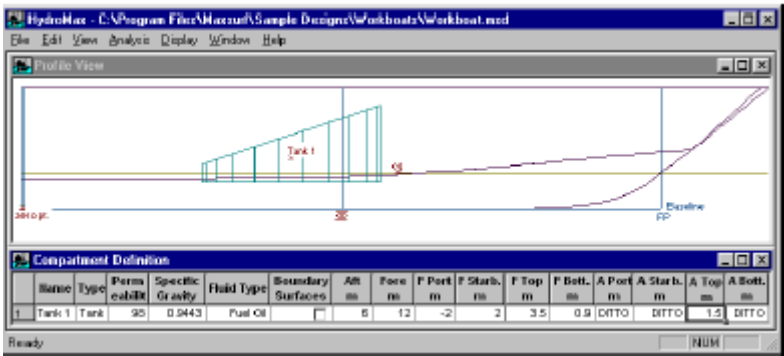 HydroMax - C:\Program Files\Maxsurf\Sample Designs\Workboats\Workboat.msd
File Edit View Analysis Display Window Help
Profile View
Tank 1
Baseline
FP
Compartment Definition
Name Type Perm eabilit Specific Gravity Fluid Type Boundary Surfaces Aft m Fore m F Port m F Starb. m F Top m F Bott. m A Port m A Starb. m A Top m A Bott. m
1 Tank 1 Tank 98 0.9443 Fuel Oil 6 12 -2 2 3.5 0.9 DITTO DITTO 1.5 DITTO
Ready NUM